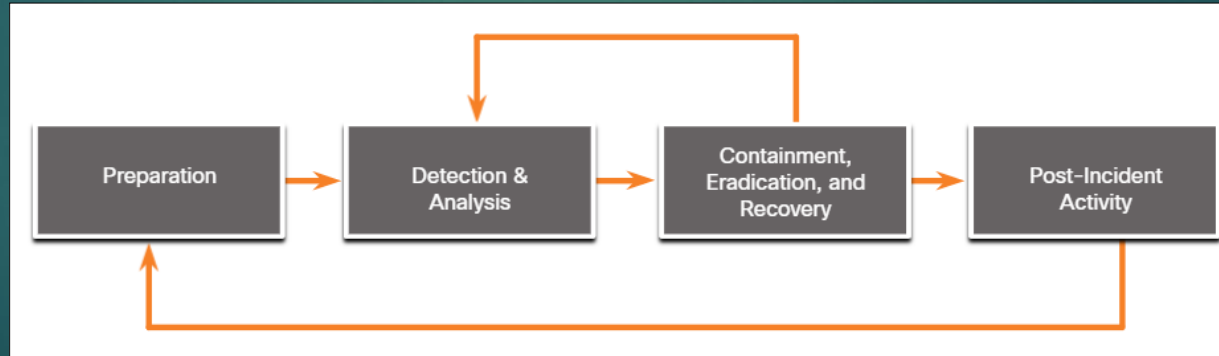 Preparation
Detection &
Analysis
Containment,
Eradication, and
Recovery
Post-Incident
Activity